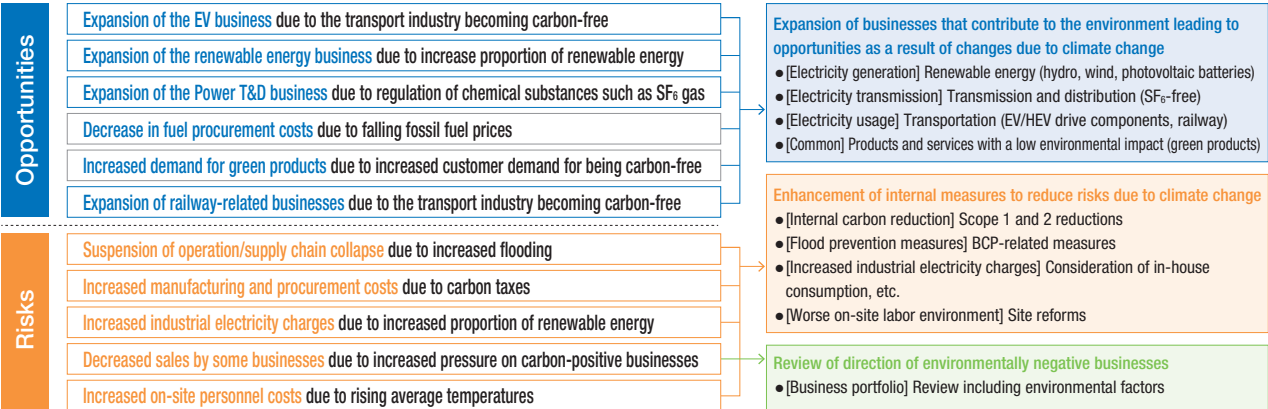 Opportunities
Expansion of the EV business due to the transport industry becoming carbon-free
Expansion of the renewable energy business due to increase proportion of renewable energy
Expansion of the Power T&D business due to regulation of chemical substances such as SF₆ gas
Decrease in fuel procurement costs due to falling fossil fuel prices
Increased demand for green products due to increased customer demand for being carbon-free
Expansion of railway-related businesses due to the transport industry becoming carbon-free
Risks
Suspension of operation/supply chain collapse due to increased flooding
Increased manufacturing and procurement costs due to carbon taxes
Increased industrial electricity charges due to increased proportion of renewable energy
Decreased sales by some businesses due to increased pressure on carbon-positive businesses
Increased on-site personnel costs due to rising average temperatures
Expansion of businesses that contribute to the environment leading to
opportunities as a result of changes due to climate change
● [Electricity generation] Renewable energy (hydro, wind, photovoltaic batteries)
● [Electricity transmission] Transmission and distribution (SF₆-free)
● [Electricity usage] Transportation (EV/HEV drive components, railway)
● [Common] Products and services with a low environmental impact (green products)
Enhancement of internal measures to reduce risks due to climate change
● [Internal carbon reduction] Scope 1 and 2 reductions
● [Flood prevention measures] BCP-related measures
● [Increased industrial electricity charges] Consideration of in-house
consumption, etc.
● [Worse on-site labor environment] Site reforms
Review of direction of environmentally negative businesses
● [Business portfolio] Review including environmental factors